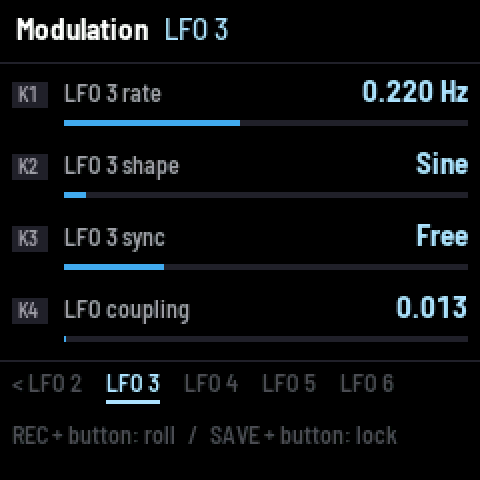 Modulation LFO 3
K1 LFO 3 rate 0.220 Hz
K2 LFO 3 shape Sine
K3 LFO 3 sync Free
K4 LFO coupling 0.013
< LFO 2 LFO 3 LFO 4 LFO 5 LFO 6
REC + button: roll / SAVE + button: lock